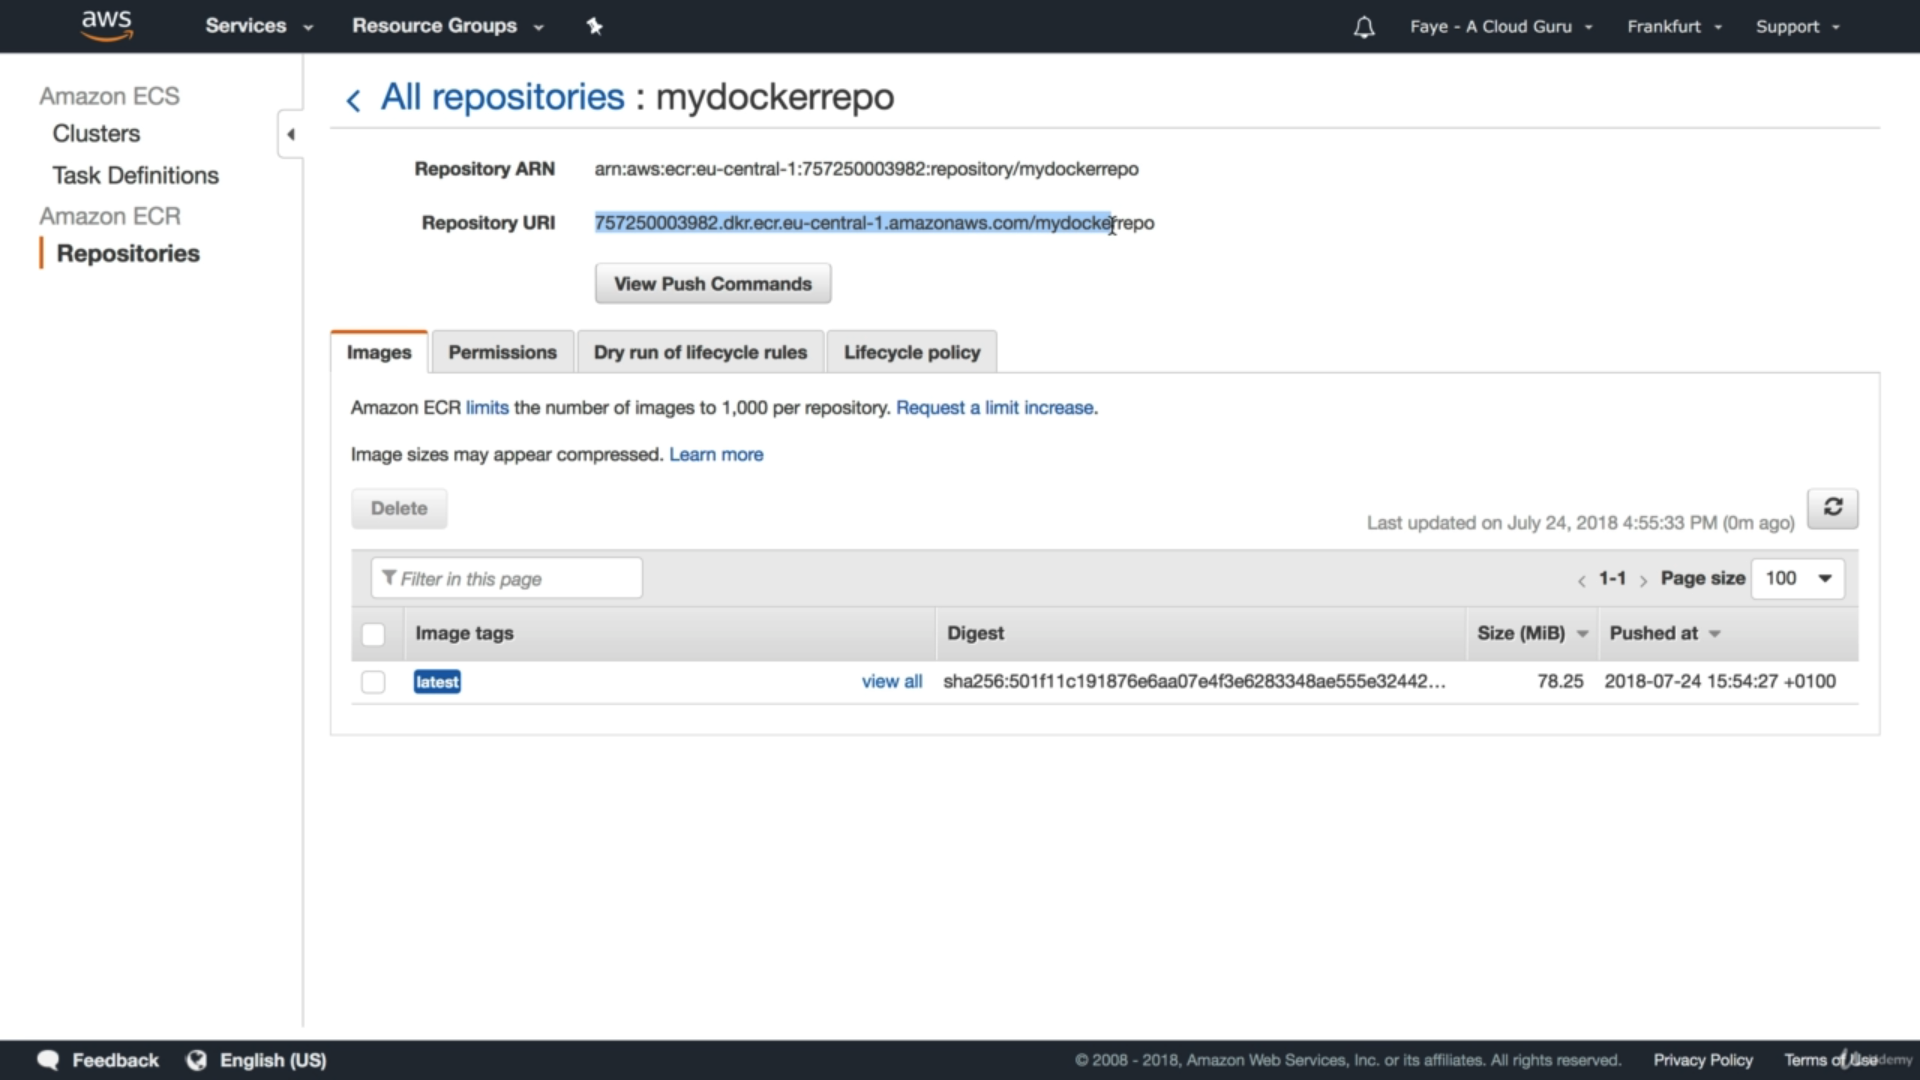 aws Services Resource Groups Faye - A Cloud Guru Frankfurt Support
Amazon ECS
Clusters
Task Definitions
Amazon ECR
Repositories
All repositories : mydockerrepo
Repository ARN arn:aws:ecr:eu-central-1:757250003982:repository/mydockerrepo
Repository URI 757250003982.dkr.ecr.eu-central-1.amazonaws.com/mydockerrepo
View Push Commands
Images Permissions Dry run of lifecycle rules Lifecycle policy
Amazon ECR limits the number of images to 1,000 per repository. Request a limit increase.
Image sizes may appear compressed. Learn more
Delete
Last updated on July 24, 2018 4:55:33 PM (0m ago)
Filter in this page < 1-1 > Page size 100
Image tags Digest Size (MiB) Pushed at
latest view all sha256:501f11c191876e6aa07e4f3e6283348ae555e32442... 78.25 2018-07-24 15:54:27 +0100
Feedback English (US) © 2008 - 2018, Amazon Web Services, Inc. or its affiliates. All rights reserved. Privacy Policy Terms of Use